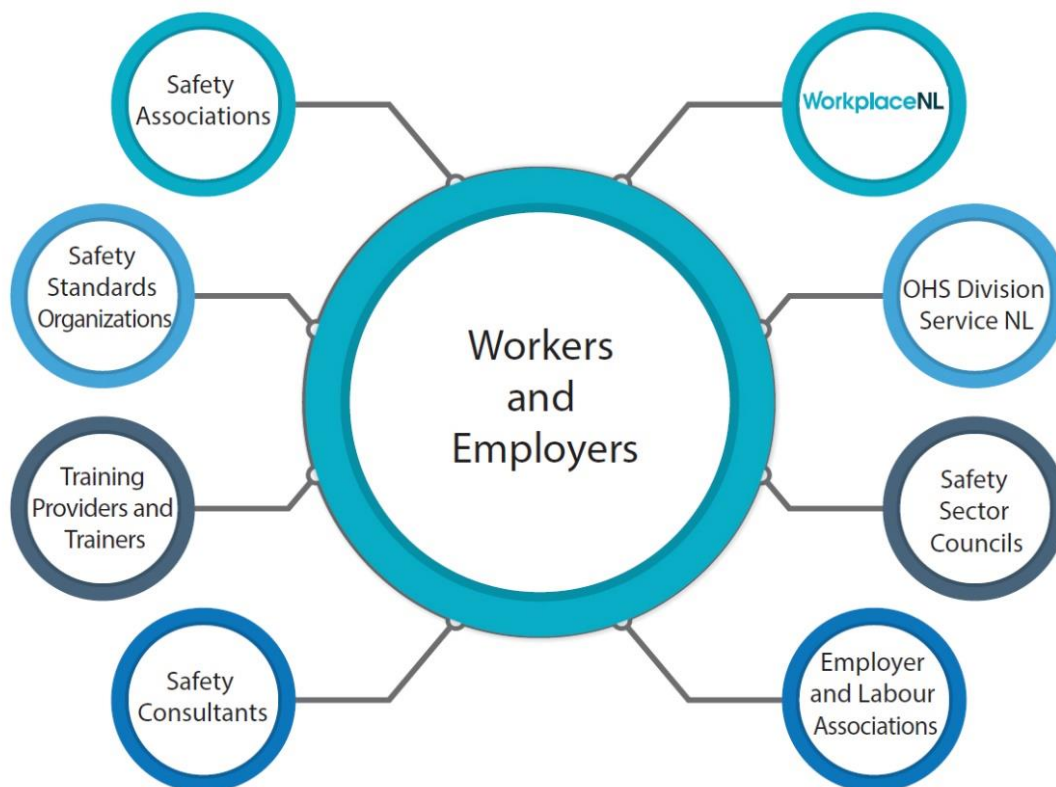 Safety
Associations
WorkplaceNL
Safety
Standards
Organizations
OHS Division
Service NL
Workers
and
Employers
Training
Providers and
Trainers
Safety
Sector
Councils
Safety
Consultants
Employer
and Labour
Associations